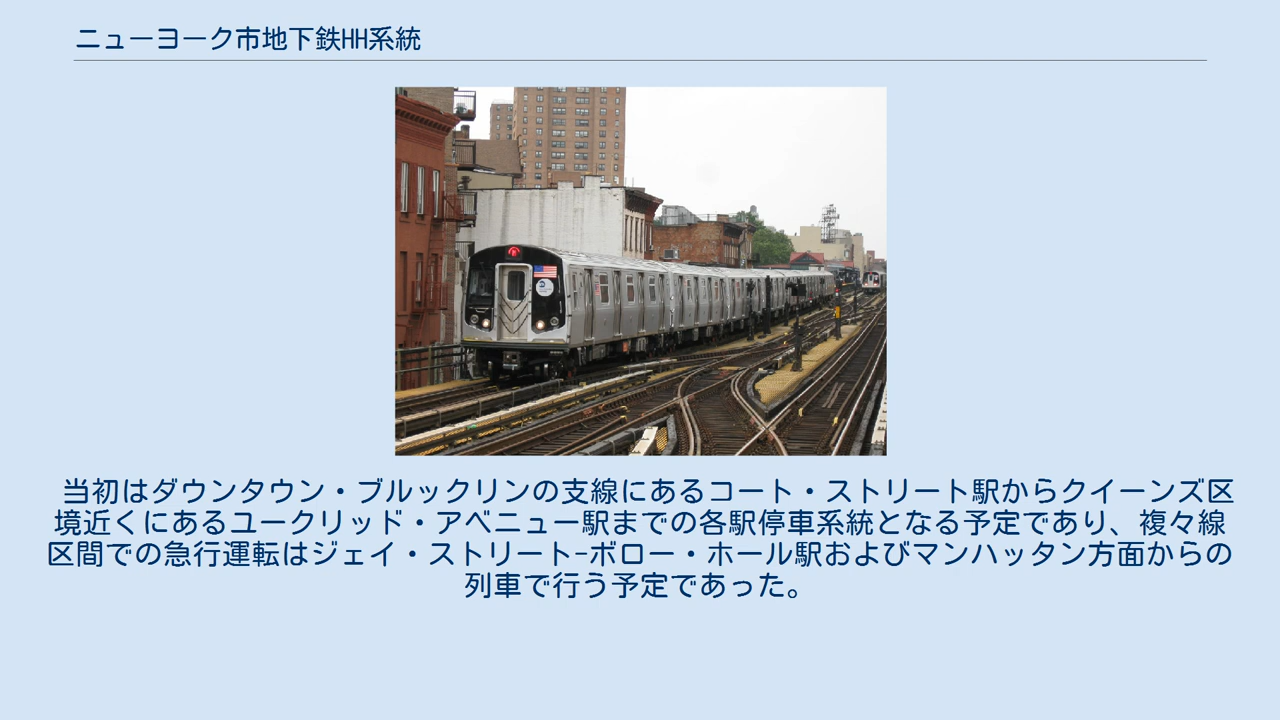 ニューヨーク市地下鉄HH系統
当初はダウンタウン・ブルックリンの支線にあるコート・ストリート駅からクイーンズ区
境近くにあるユークリッド・アベニュー駅までの各駅停車系統となる予定であり、複々線
区間での急行運転はジェイ・ストリート-ボロー・ホール駅およびマンハッタン方面からの
列車で行う予定であった。